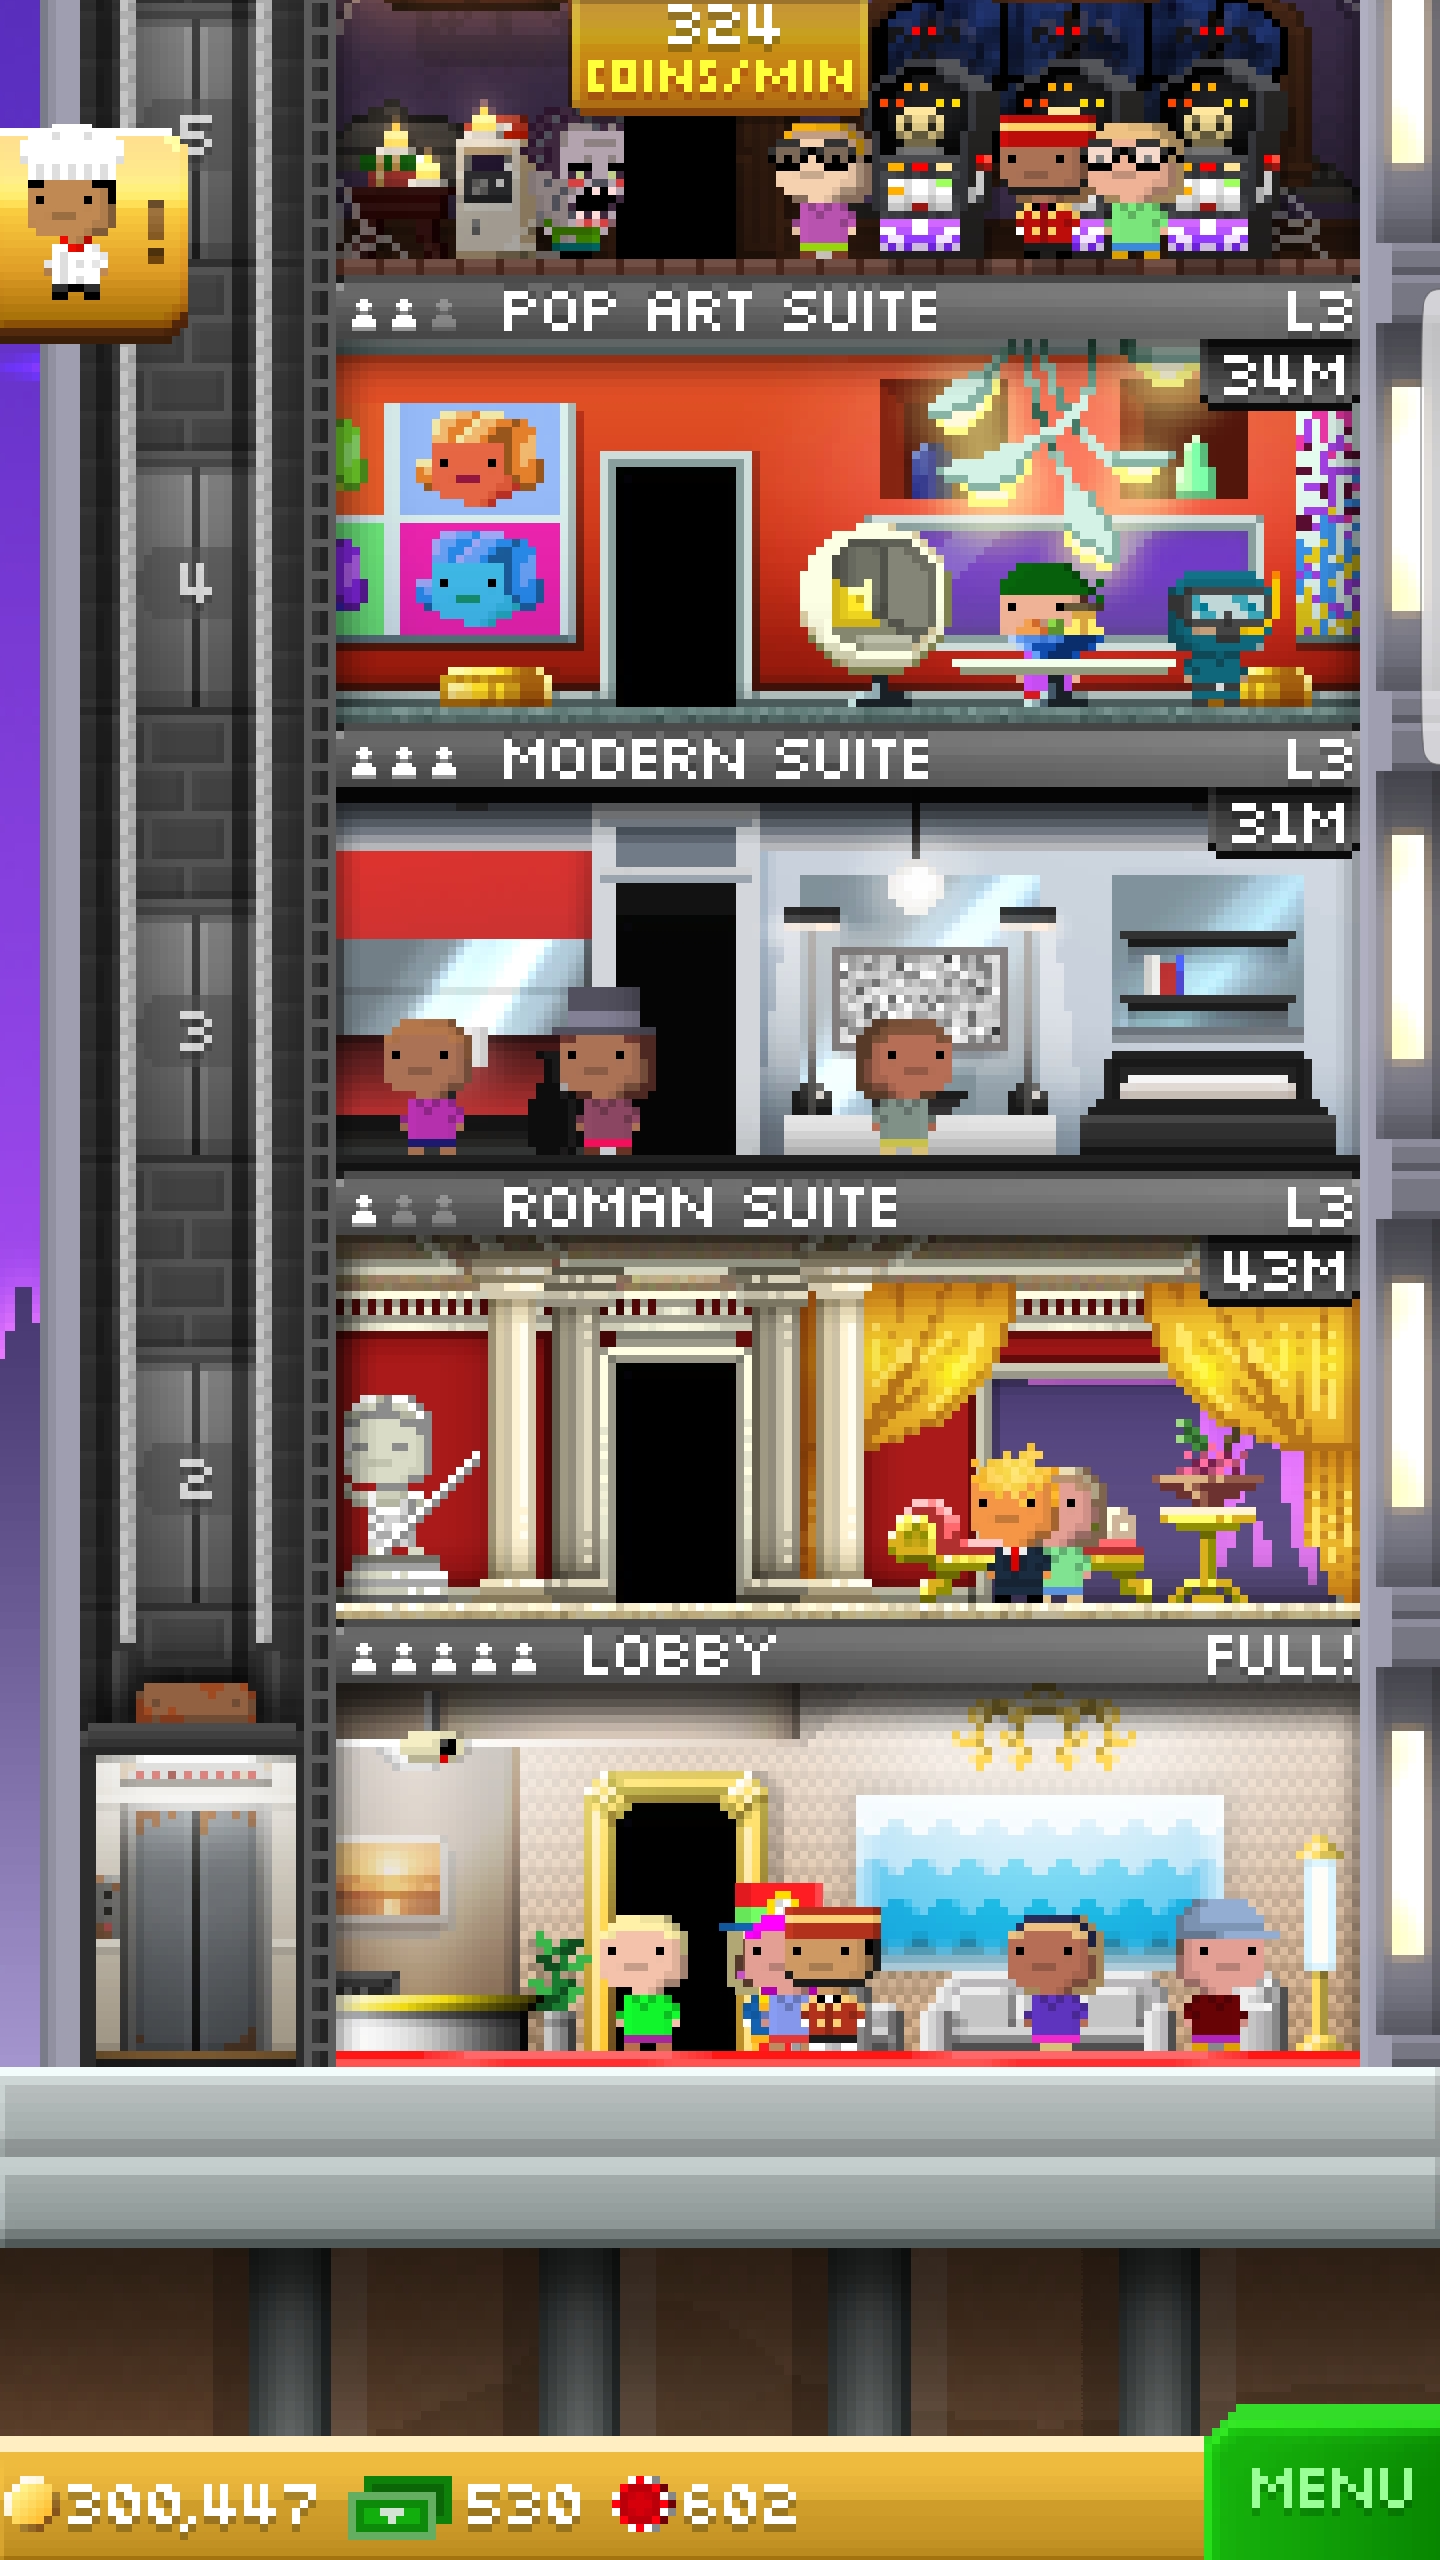 324
COINS/MIN
5
!
POP ART SUITE L3
34M
4
MODERN SUITE L3
31M
3
ROMAN SUITE L3
43M
2
LOBBY FULL!
300,447 530 602
MENU